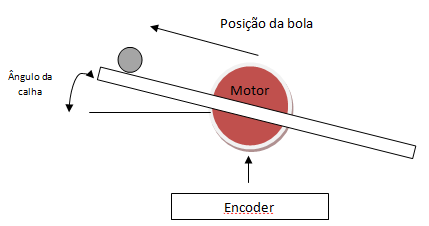 Posição da bola
Ângulo da
calha
Motor
Encoder